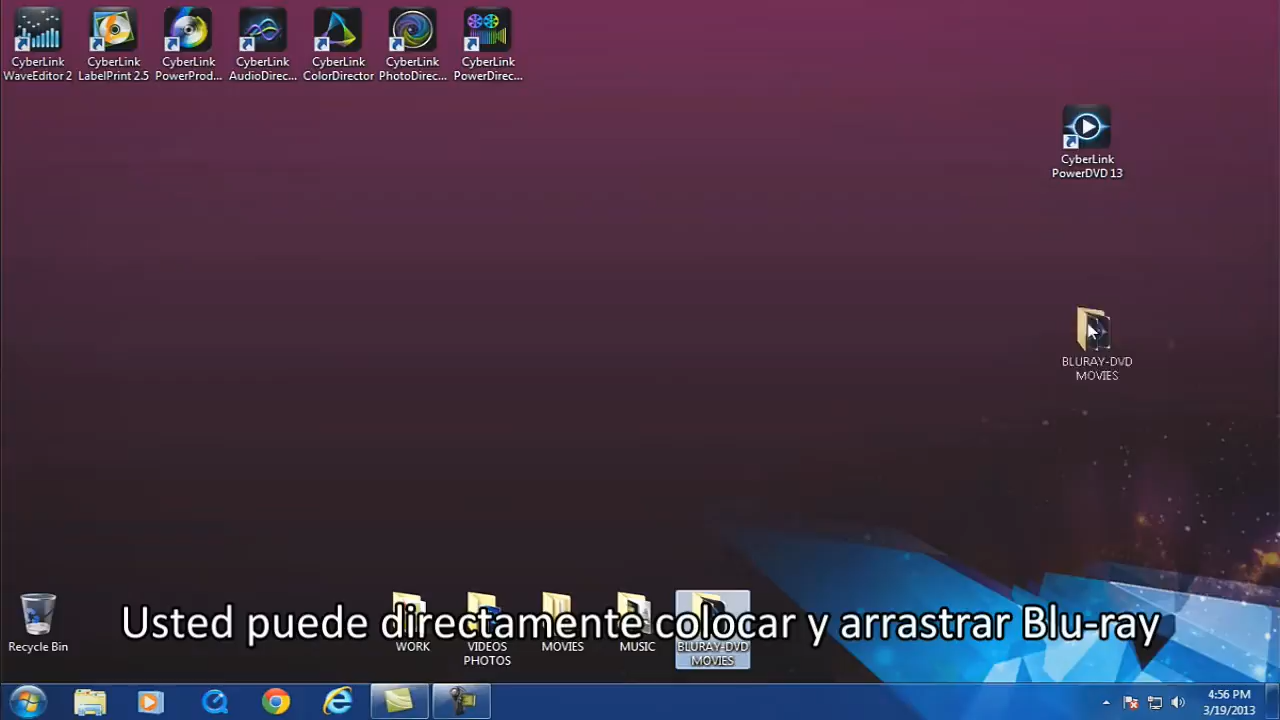 CyberLink WaveEditor 2
CyberLink LabelPrint 2.5
CyberLink PowerProd...
CyberLink AudioDirec...
CyberLink ColorDirector
CyberLink PhotoDirec...
CyberLink PowerDirec...
CyberLink
PowerDVD 13
BLURAY-DVD
MOVIES
Usted puede directamente colocar y arrastrar Blu-ray
Recycle Bin
WORK
VIDEOS
PHOTOS
MOVIES
MUSIC
BLURAY-DVD
MOVIES
4:56 PM
3/19/2013